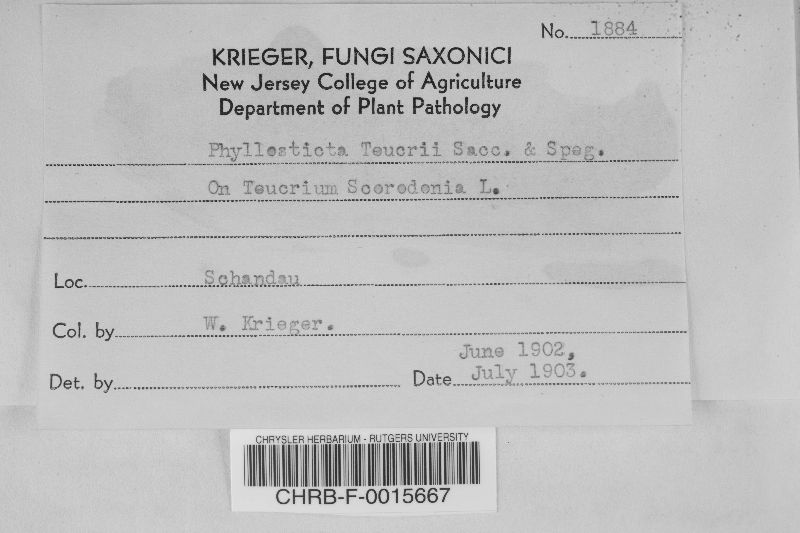 No. 1884
KRIEGER, FUNGI SAXONICI
New Jersey College of Agriculture
Department of Plant Pathology
Phyllosticta Teucrii Sacc. & Speg.
On Teucrium Scorodonia L.
Loc. Schandau
Col. by W. Krieger.
June 1902,
Det. by Date July 1903.
CHRYSLER HERBARIUM - RUTGERS UNIVERSITY
CHRB-F-0015667